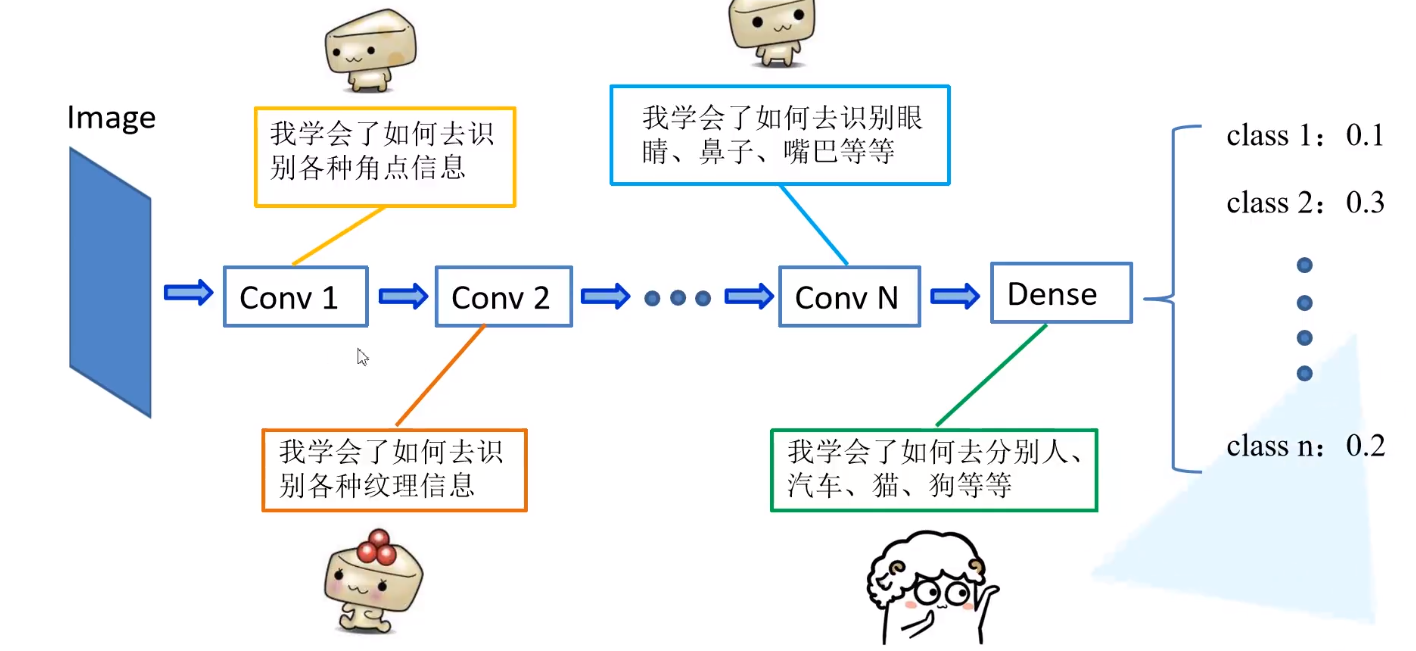 Image
我学会了如何去识
别各种角点信息
我学会了如何去识别眼
睛、鼻子、嘴巴等等
class 1：0.1
class 2：0.3
Conv 1
Conv 2
Conv N
Dense
我学会了如何去识
别各种纹理信息
我学会了如何去分别人、
汽车、猫、狗等等
class n：0.2